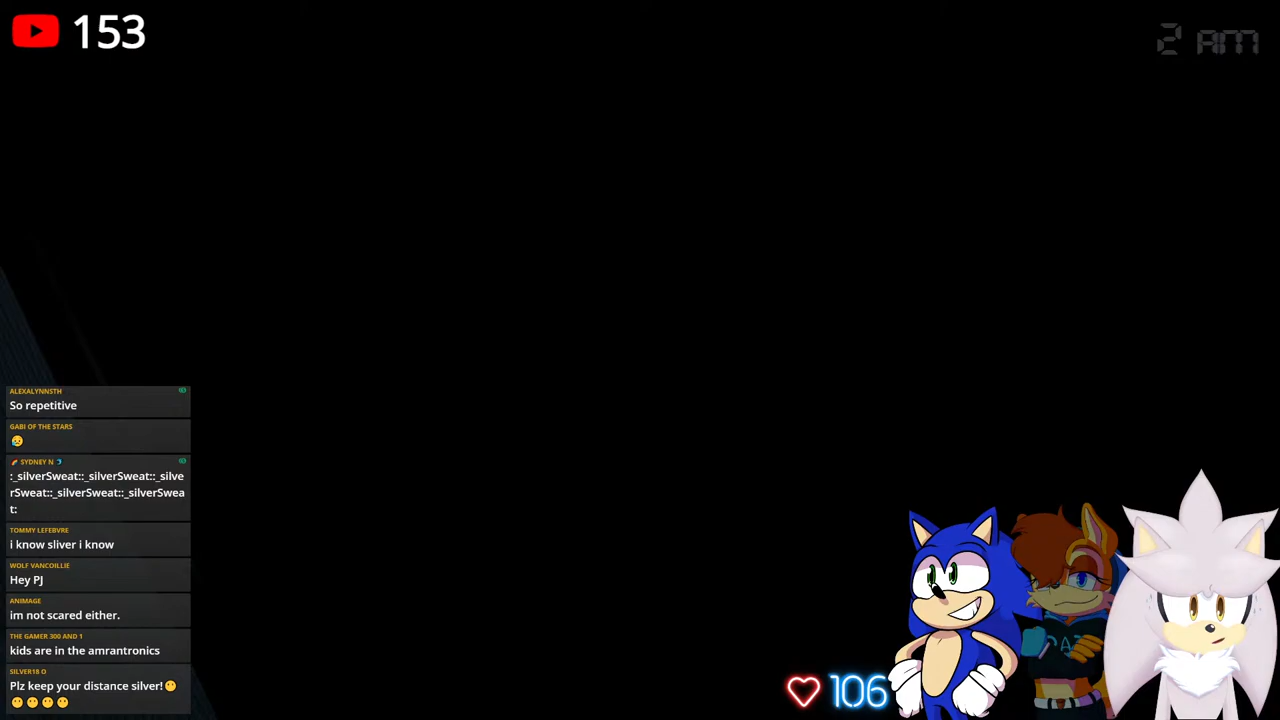 153
2 AM
ALEXALYNNSTH
So repetitive
GABI OF THE STARS
😥
SYDNEY N
:_silverSweat::_silverSweat::_silve
rSweat::_silverSweat::_silverSwea
t:
TOMMY LEFEBVRE
i know sliver i know
WOLF VANCOILLIE
Hey PJ
ANIMAGE
im not scared either.
THE GAMER 300 AND 1
kids are in the amrantronics
SILVER18 O
Plz keep your distance silver!😶
😶😶😶😶
106